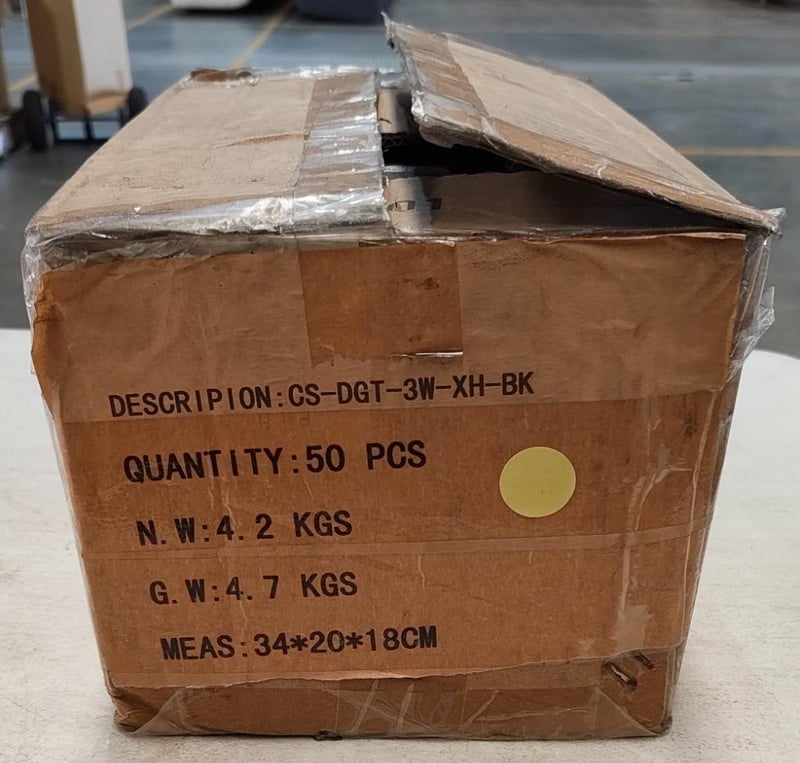 DESCRIPION:CS-DGT-3W-XH-BK
QUANTITY:50 PCS
N.W:4.2 KGS
G.W:4.7 KGS
MEAS:34*20*18CM